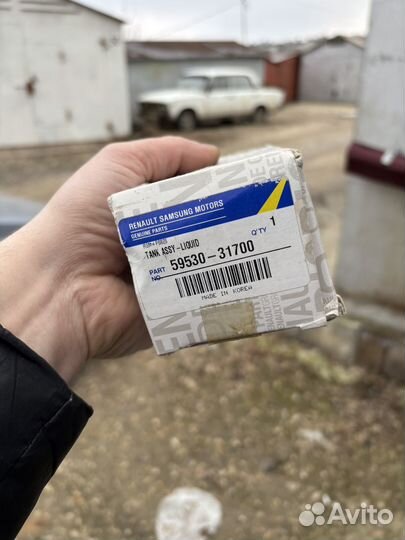 RENAULT SAMSUNG MOTORS
GENUINE PARTS
TANK ASSY-LIQUID
PART NO 59530-31700
Q'TY 1
MADE IN KOREA
Avito